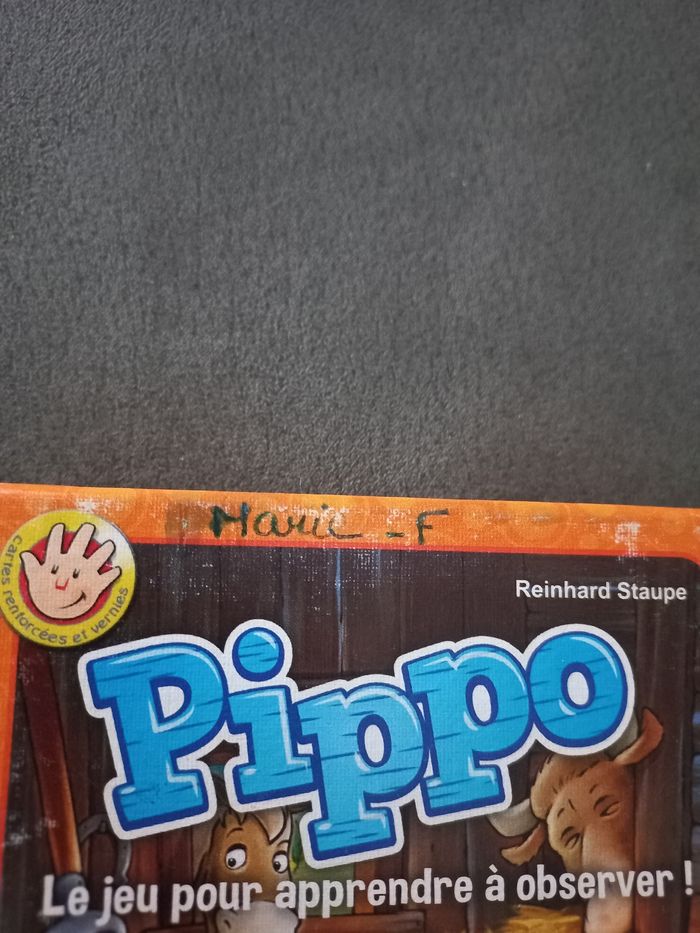 Marie - F
cartes renforcées et vernies
Reinhard Staupe
Pippo
Le jeu pour apprendre à observer !